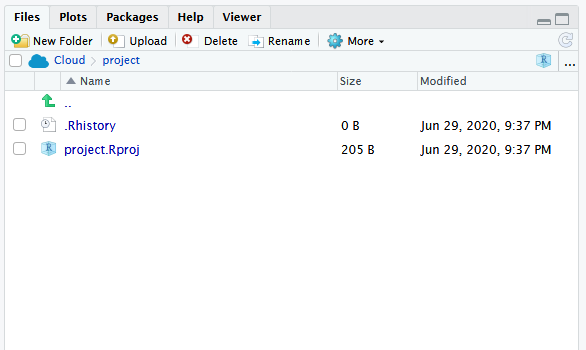 Files Plots Packages Help Viewer
New Folder Upload Delete Rename More
Cloud project R ...
Name Size Modified
..
.Rhistory 0 B Jun 29, 2020, 9:37 PM
R project.Rproj 205 B Jun 29, 2020, 9:37 PM